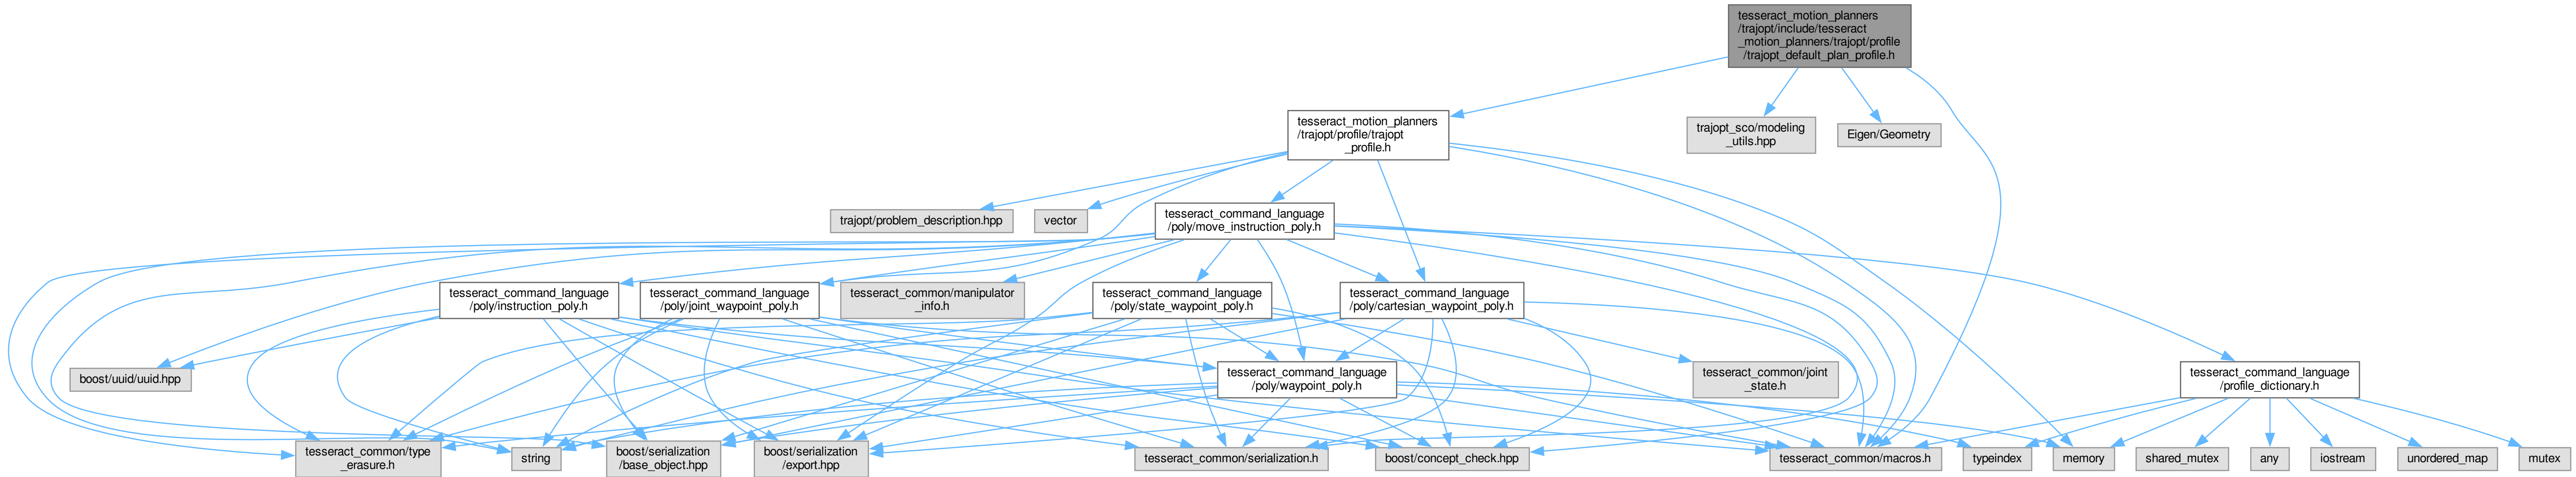 tesseract_motion_planners
/trajopt/include/tesseract
_motion_planners/trajopt/profile
/trajopt_default_plan_profile.h
tesseract_motion_planners
/trajopt/profile/trajopt
_profile.h
trajopt_sco/modeling
_utils.hpp
Eigen/Geometry
trajopt/problem_description.hpp
vector
tesseract_command_language
/poly/move_instruction_poly.h
tesseract_command_language
/poly/instruction_poly.h
tesseract_command_language
/poly/joint_waypoint_poly.h
tesseract_common/manipulator
_info.h
tesseract_command_language
/poly/state_waypoint_poly.h
tesseract_command_language
/poly/cartesian_waypoint_poly.h
boost/uuid/uuid.hpp
tesseract_command_language
/poly/waypoint_poly.h
tesseract_common/joint
_state.h
tesseract_command_language
/profile_dictionary.h
tesseract_common/type
_erasure.h
string
boost/serialization
/base_object.hpp
boost/serialization
/export.hpp
tesseract_common/serialization.h
boost/concept_check.hpp
tesseract_common/macros.h
typeindex
memory
shared_mutex
any
iostream
unordered_map
mutex